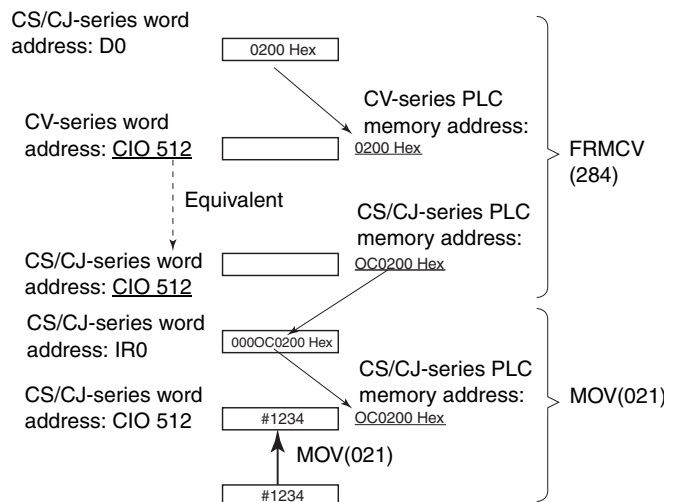 CS/CJ-series word
address: D0
0200 Hex
CV-series PLC
memory address:
0200 Hex
CV-series word
address: CIO 512
FRMCV
(284)
Equivalent
CS/CJ-series PLC
memory address:
OC0200 Hex
CS/CJ-series word
address: CIO 512
CS/CJ-series word
address: IR0
000OC0200 Hex
CS/CJ-series PLC
memory address:
OC0200 Hex
MOV(021)
CS/CJ-series word
address: CIO 512
#1234
MOV(021)
#1234